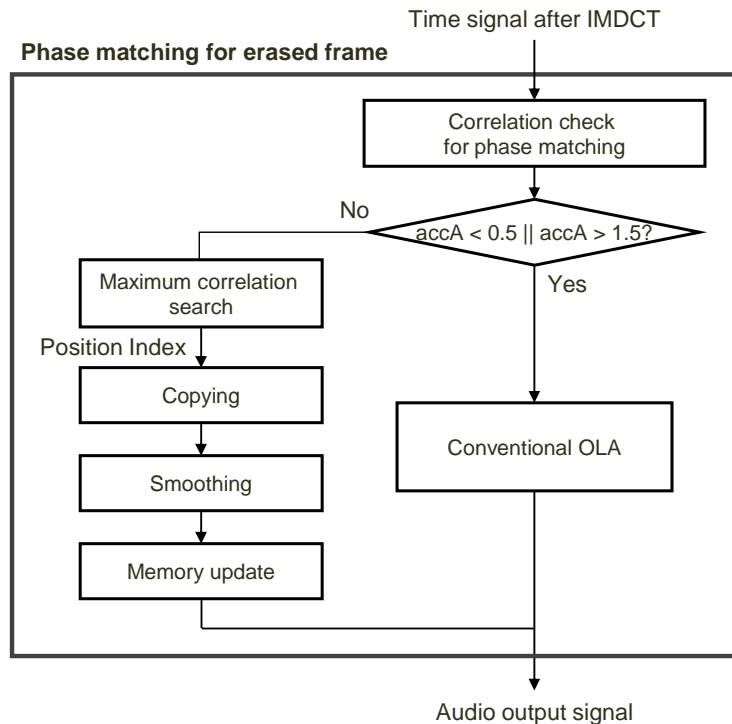 Time signal after IMDCT
Phase matching for erased frame
Correlation check
for phase matching
No
accA < 0.5 || accA > 1.5?
Maximum correlation
search
Yes
Position Index
Copying
Conventional OLA
Smoothing
Memory update
Audio output signal